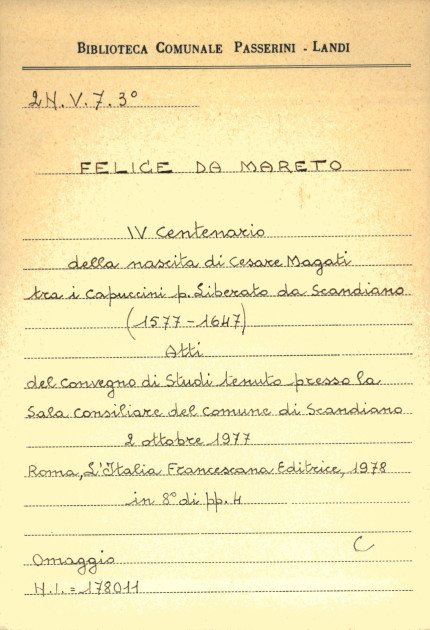 BIBLIOTECA COMUNALE PASSERINI - LANDI
2H.V.7.3°
FELICE DA MARETO
IV Centenario
della nascita di Cesare Magati
tra i Capuccini p. Liberato da Scandiano
(1577-1647)
Atti
del Convegno di Studi tenuto presso la
Sala Consiliare del Comune di Scandiano
2 ottobre 1977
Roma, L'Italia Francescana Editrice, 1978
in 8° di pp. 4
C
Omaggio
N.I. = 178011